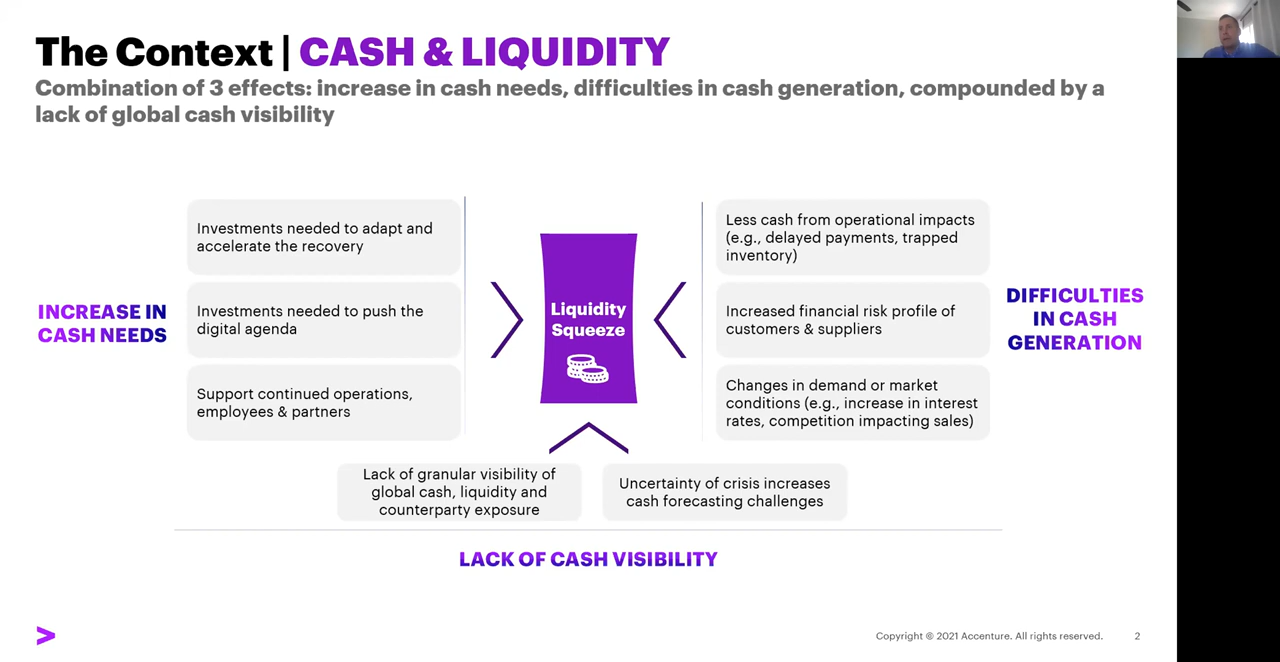 The Context | CASH & LIQUIDITY
Combination of 3 effects: increase in cash needs, difficulties in cash generation, compounded by a
lack of global cash visibility
INCREASE IN
CASH NEEDS
Investments needed to adapt and
accelerate the recovery
Investments needed to push the
digital agenda
Support continued operations,
employees & partners
Liquidity
Squeeze
Less cash from operational impacts
(e.g., delayed payments, trapped
inventory)
Increased financial risk profile of
customers & suppliers
Changes in demand or market
conditions (e.g., increase in interest
rates, competition impacting sales)
DIFFICULTIES
IN CASH
GENERATION
Lack of granular visibility of
global cash, liquidity and
counterparty exposure
Uncertainty of crisis increases
cash forecasting challenges
LACK OF CASH VISIBILITY
Copyright © 2021 Accenture. All rights reserved. 2